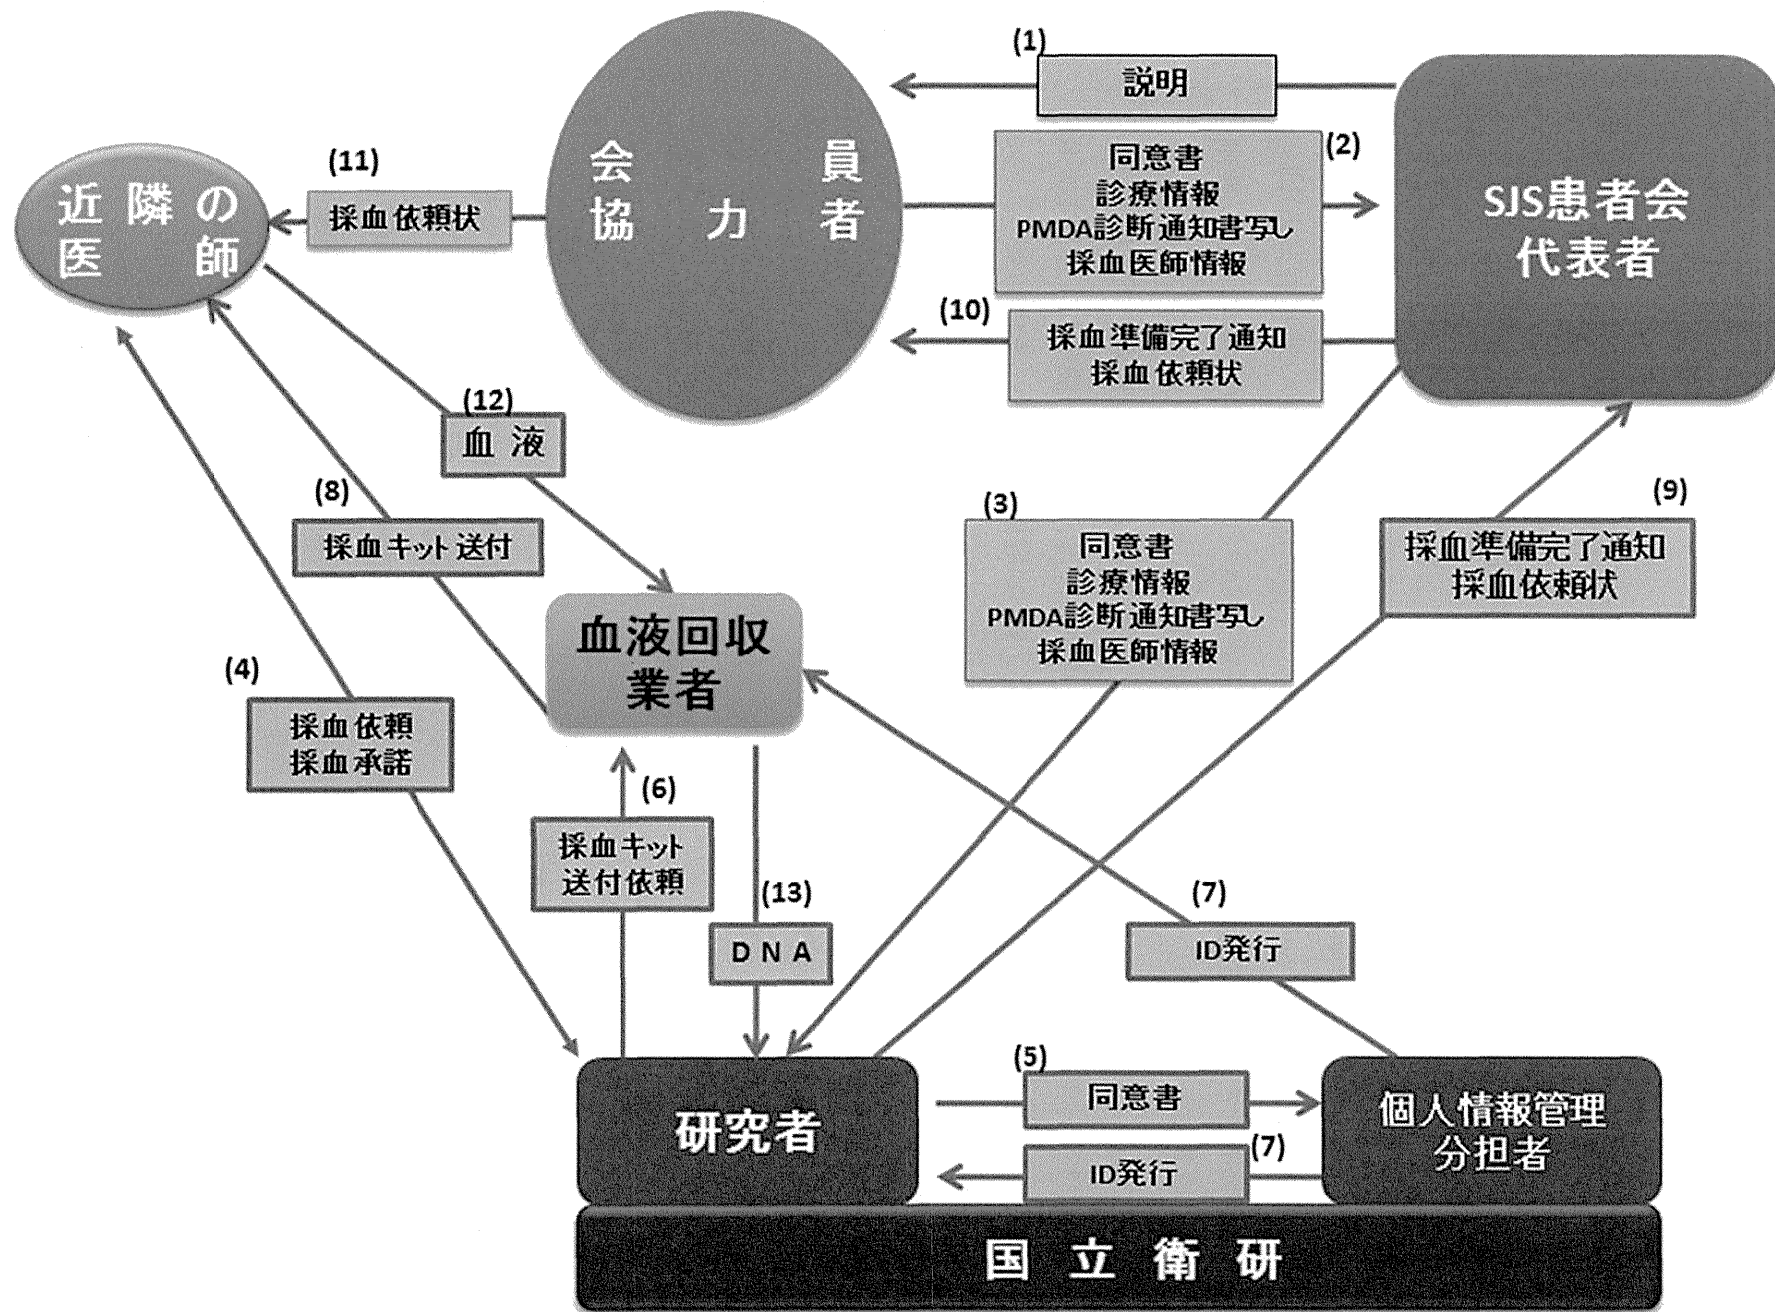 (1)
説明
会 員
協 力 者
SJS患者会
代表者
近 隣 の
医 師
(11)
採血依頼状
同意書
診療情報
PMDA診断通知書写し
採血医師情報
(2)
(10)
採血準備完了通知
採血依頼状
(12)
血 液
(8)
採血キット送付
(3)
同意書
診療情報
PMDA診断通知書写し
採血医師情報
(9)
採血準備完了通知
採血依頼状
血液回収
業者
(4)
採血依頼
採血承諾
(6)
採血キット
送付依頼
(13)
D N A
(7)
ID発行
研究者
(5)
同意書
ID発行
(7)
個人情報管理
分担者
国 立 衛 研